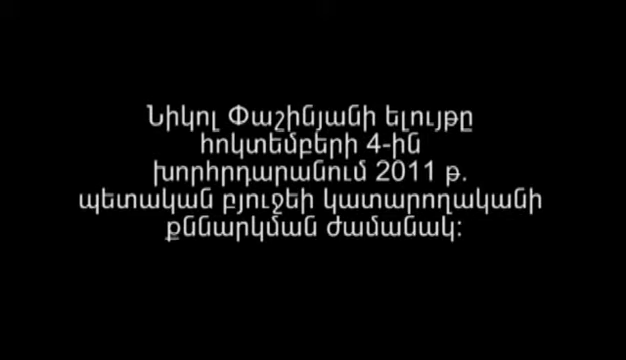 Նիկոլ Փաշինյանի ելույթը
հոկտեմբերի 4-ին
խորհրդարանում 2011 թ.
պետական բյուջեի կատարողականի
քննարկման ժամանակ: